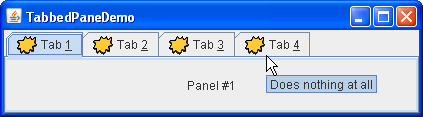 TabbedPaneDemo
Tab 1 Tab 2 Tab 3 Tab 4
Panel #1
Does nothing at all